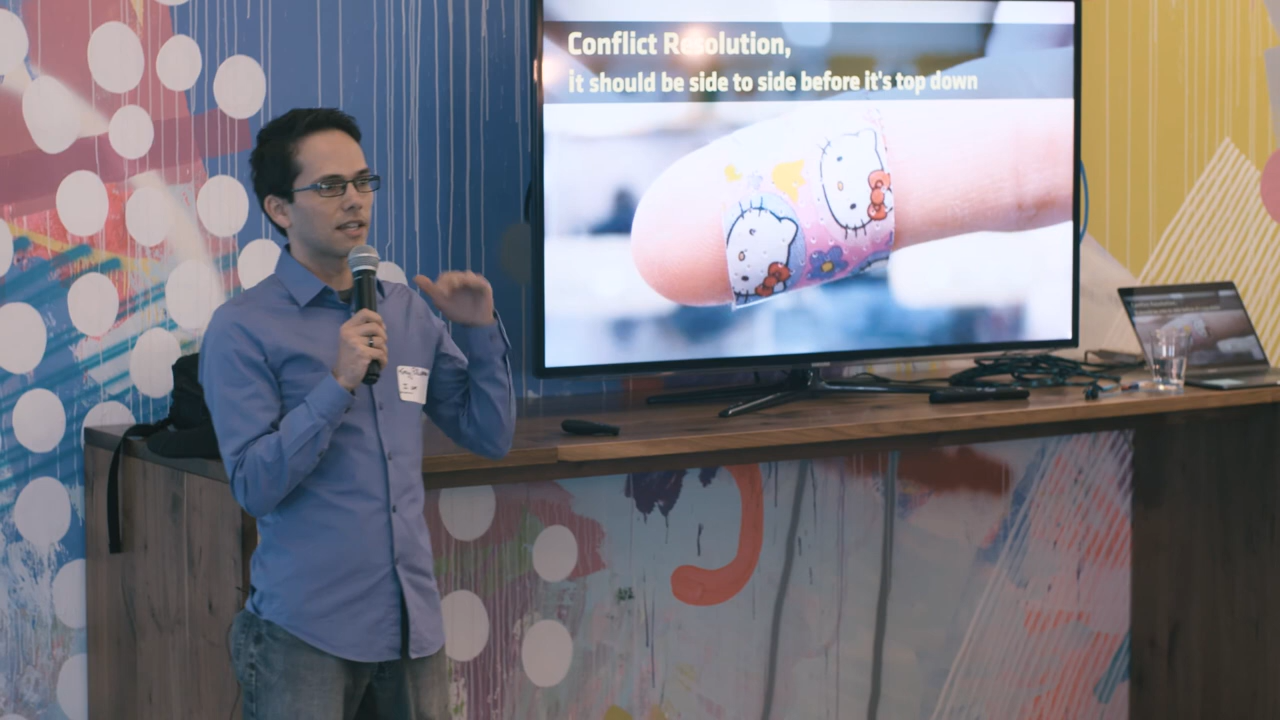 Conflict Resolution,
it should be side to side before it's top down